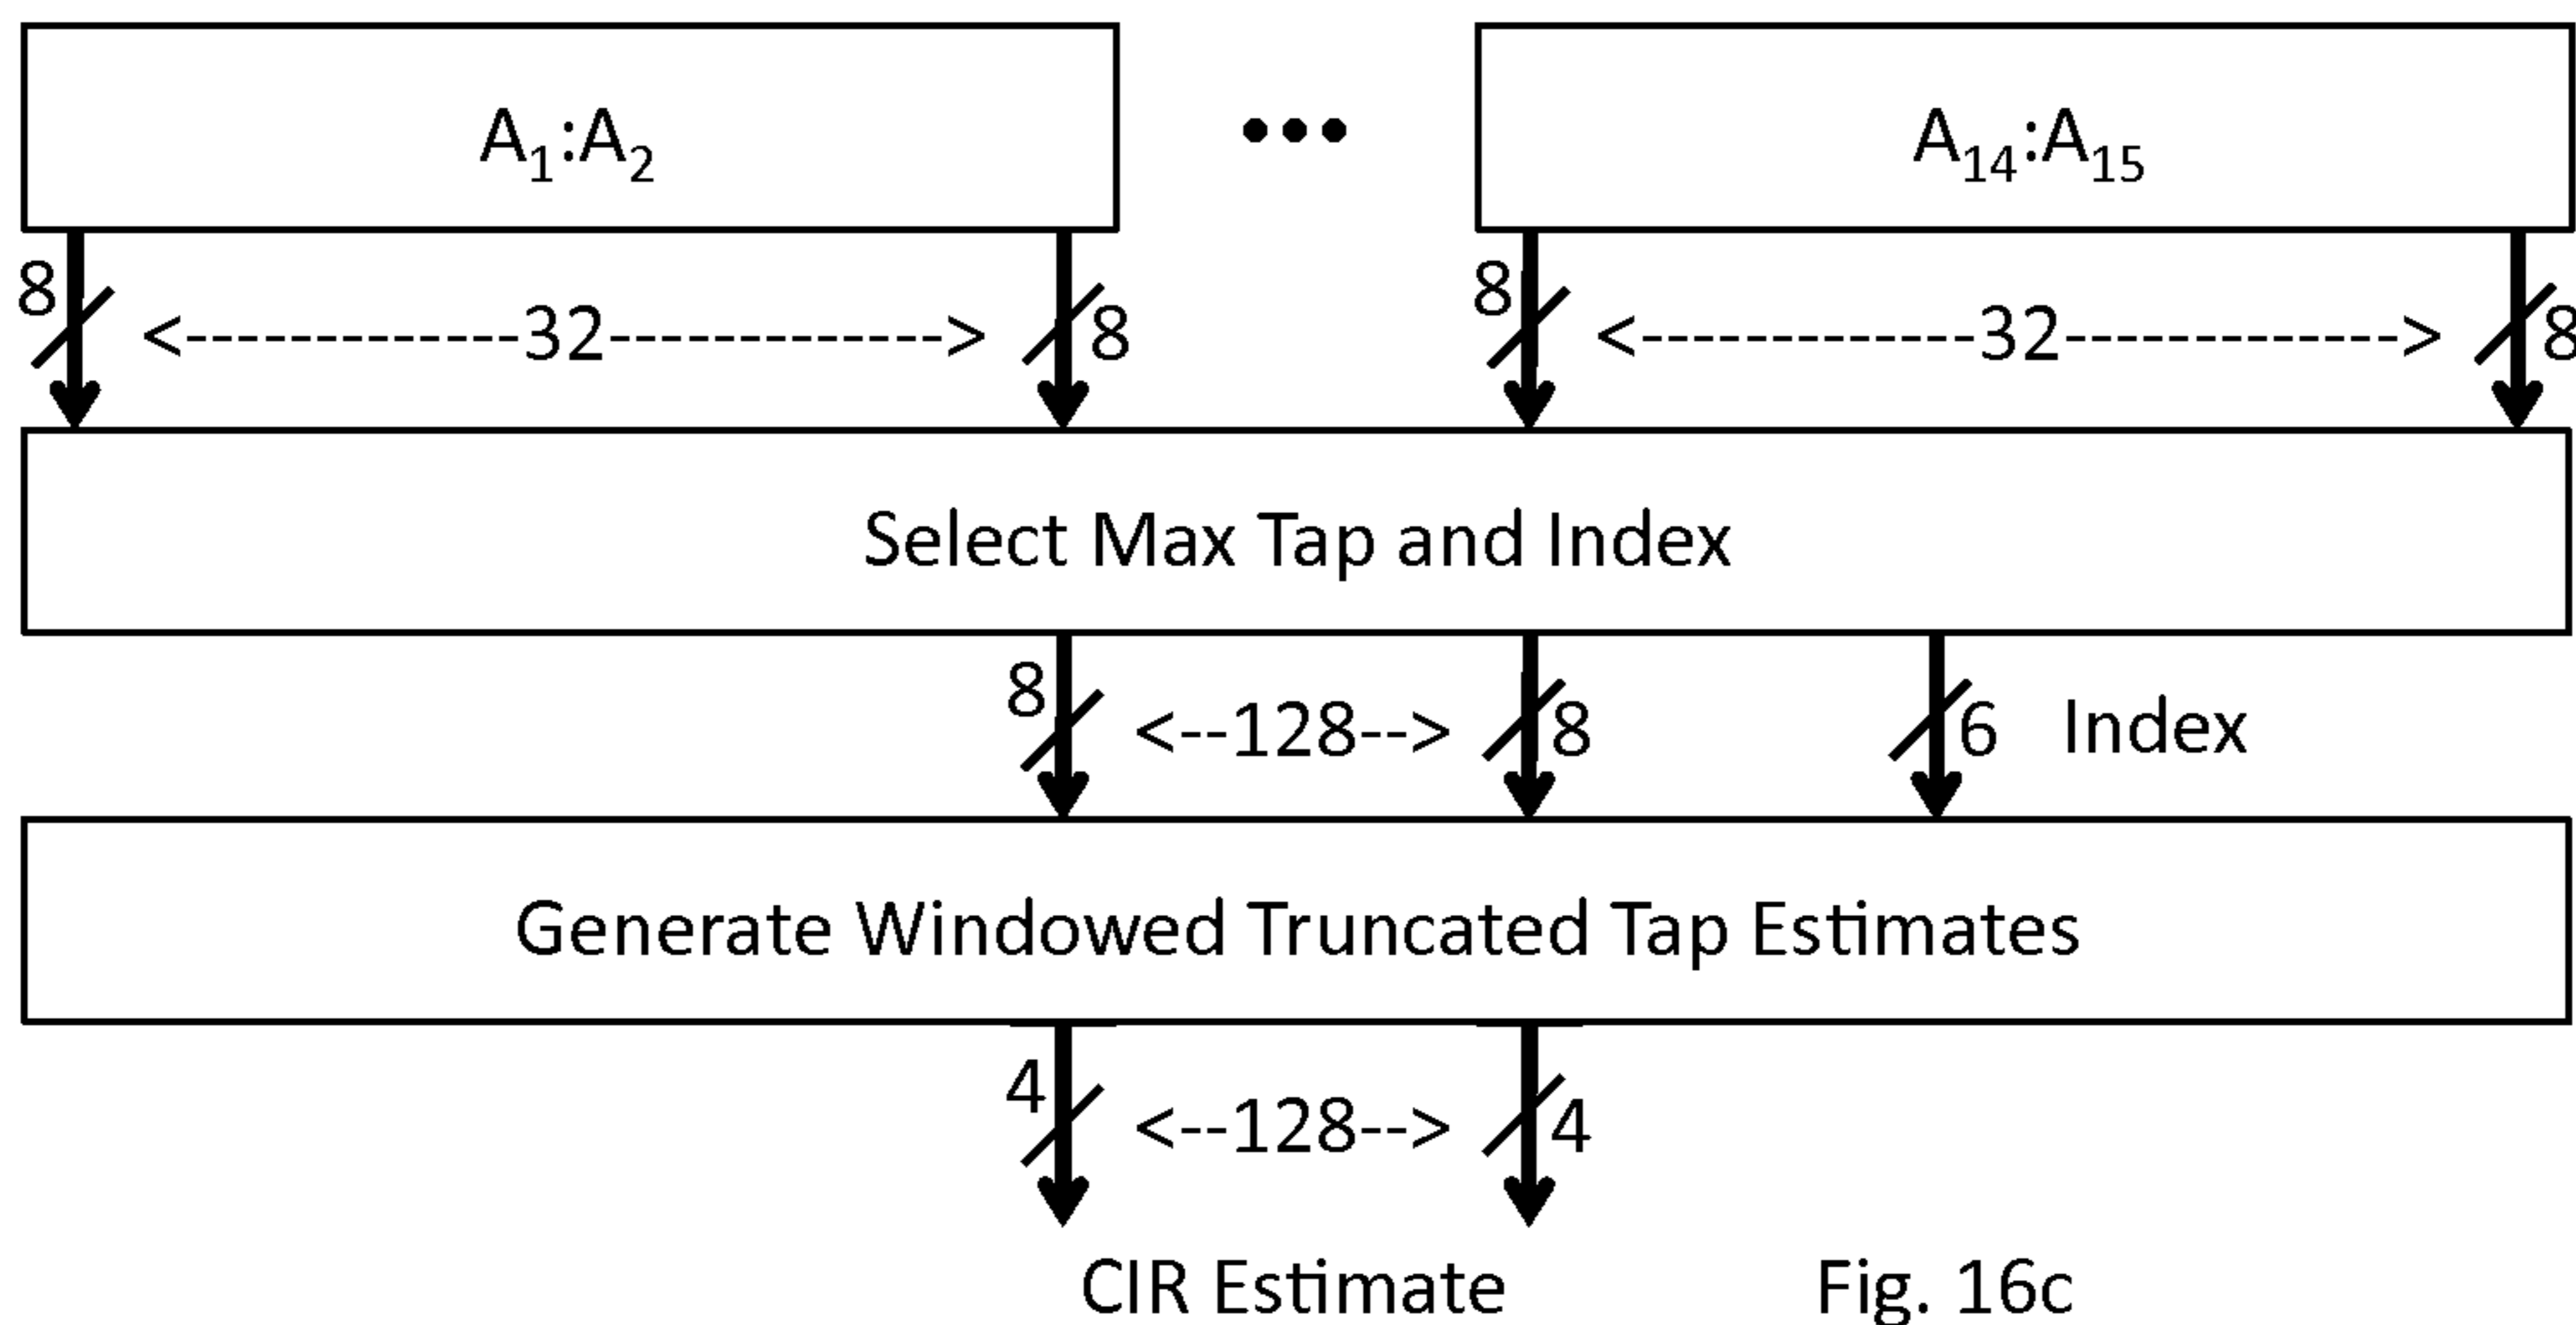 A₁:A₂ ••• A₁₄:A₁₅
8 <-------------32-------------> 8 8 <-------------32-------------> 8
Select Max Tap and Index
8 <--128--> 8 6 Index
Generate Windowed Truncated Tap Estimates
4 <--128--> 4
CIR Estimate Fig. 16c